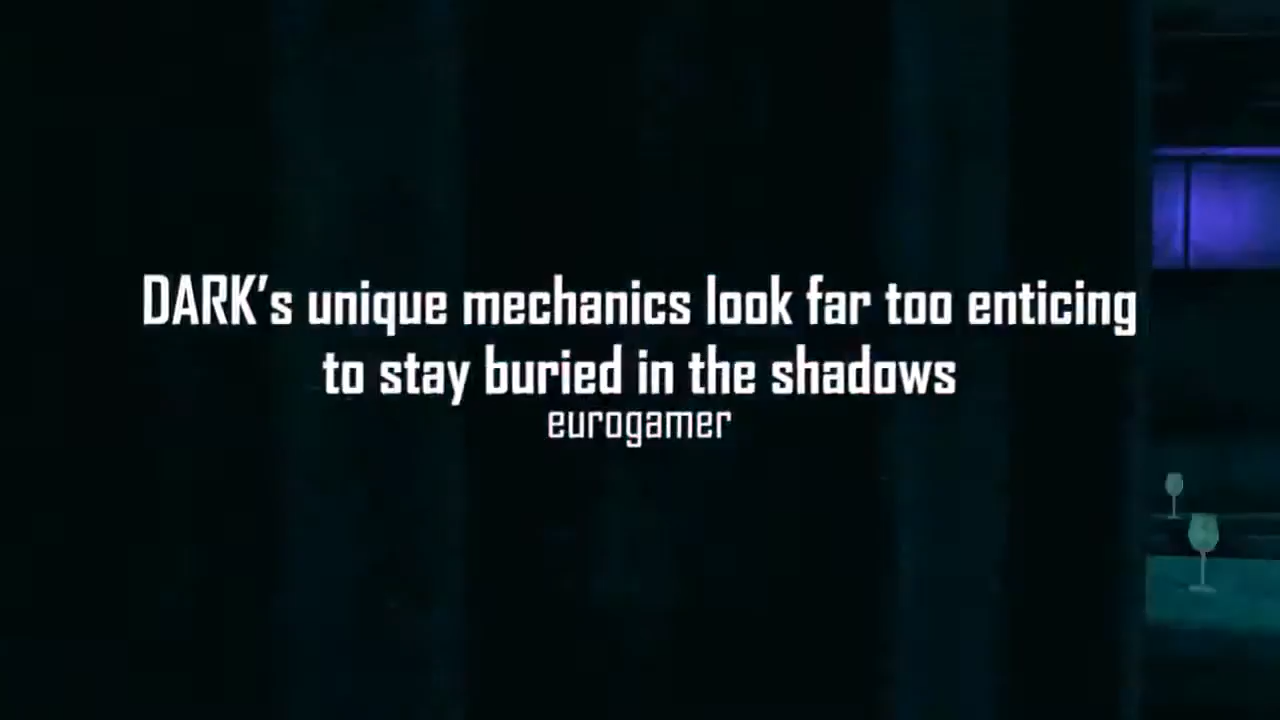 DARK's unique mechanics look far too enticing
to stay buried in the shadows
eurogamer